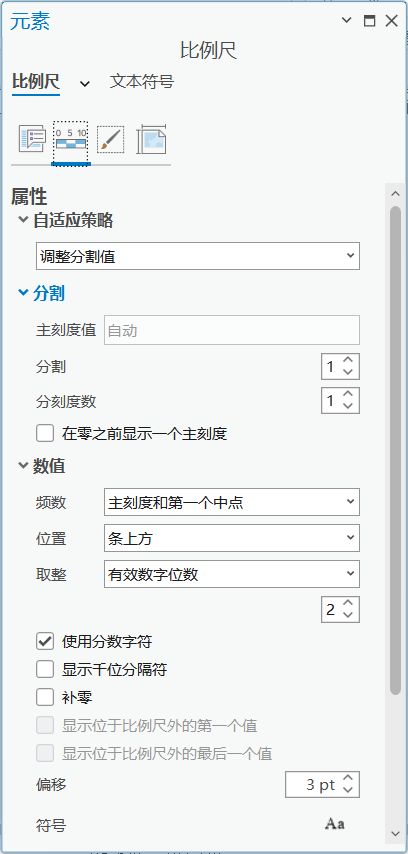 元素
比例尺
比例尺 文本符号
0 5 10
属性
自适应策略
调整分割值
分割
主刻度值 自动
分割 1
分刻度数 1
在零之前显示一个主刻度
数值
频数 主刻度和第一个中点
位置 条上方
取整 有效数字位数
2
使用分数字符
显示千位分隔符
补零
显示位于比例尺外的第一个值
显示位于比例尺外的最后一个值
偏移 3 pt
符号 Aa